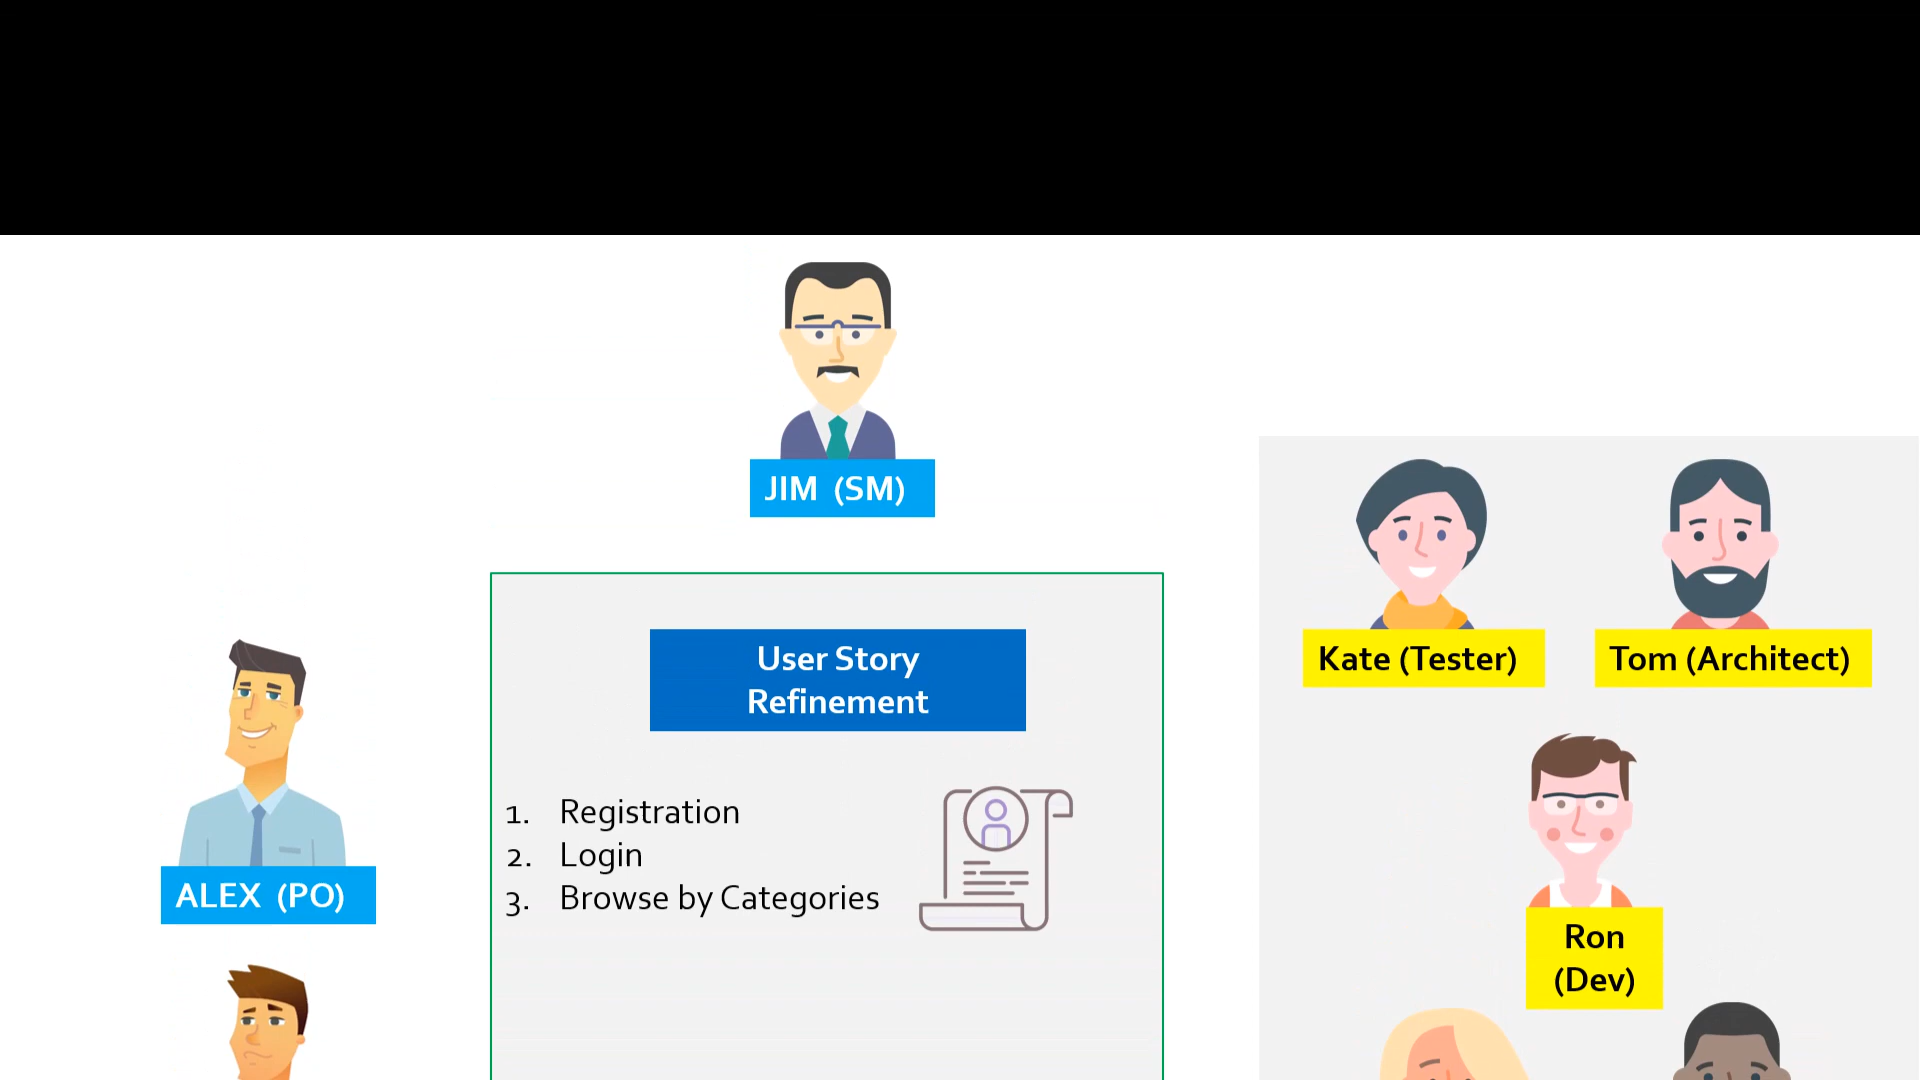 JIM (SM)
Kate (Tester)
Tom (Architect)
User Story
Refinement
1. Registration
2. Login
3. Browse by Categories
ALEX (PO)
Ron
(Dev)